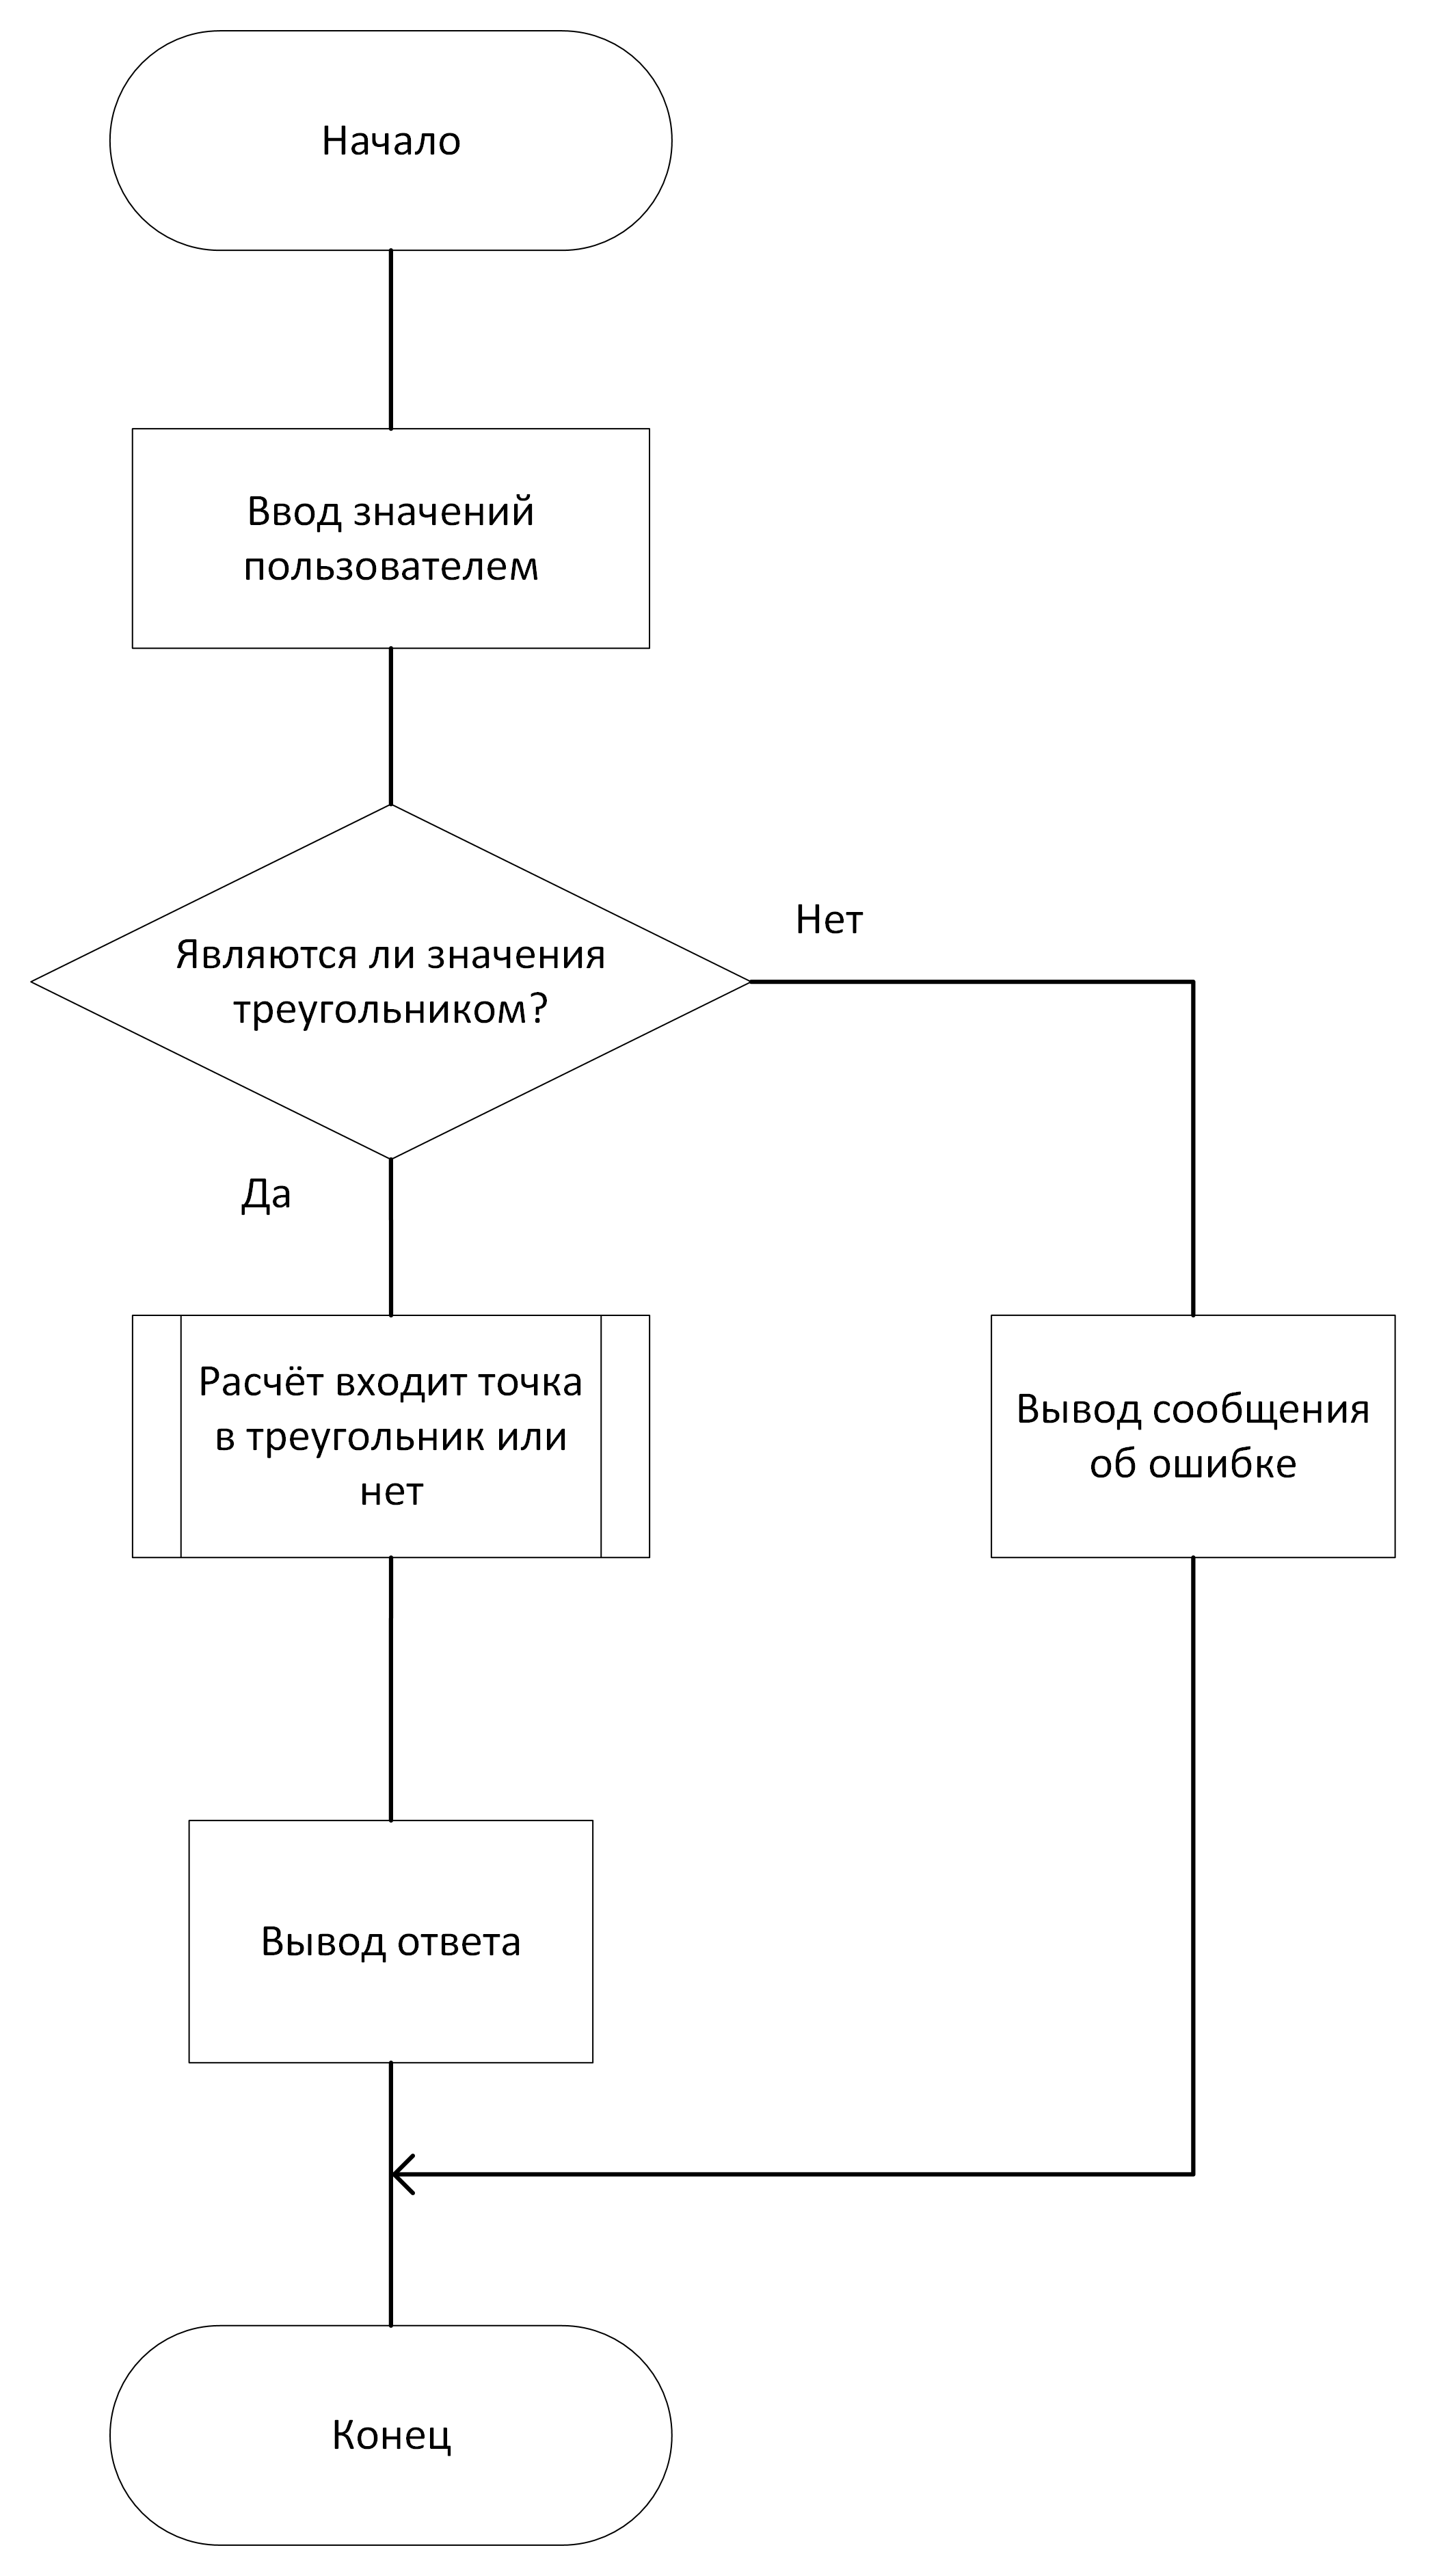 Начало
Ввод значений
пользователем
Являются ли значения
треугольником?
Нет
Да
Расчёт входит точка
в треугольник или
нет
Вывод сообщения
об ошибке
Вывод ответа
Конец